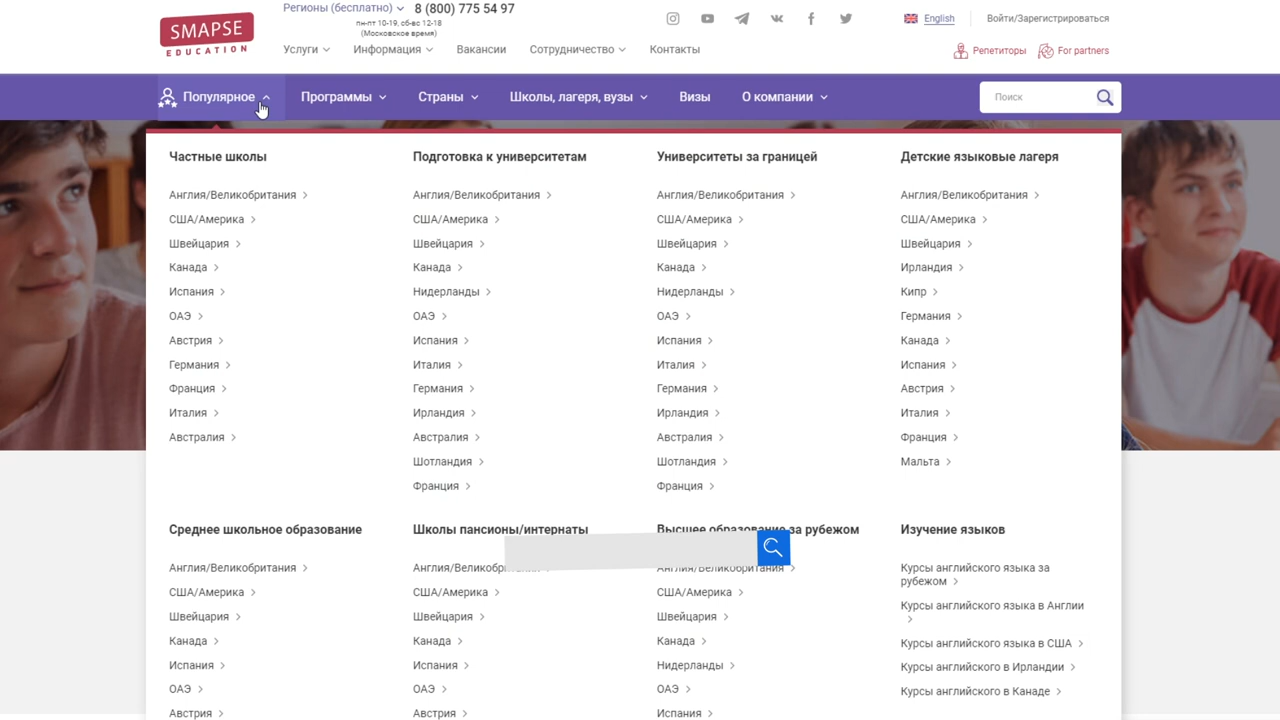 SMAPSE
EDUCATION
Регионы (бесплатно)
8 (800) 775 54 97
пн-пт 10-19, сб-вс 12-18
(Московское время)
English
Войти/Зарегистрироваться
Услуги
Информация
Вакансии
Сотрудничество
Контакты
Репетиторы
For partners
Популярное
Программы
Страны
Школы, лагеря, вузы
Визы
О компании
Поиск
Частные школы
Англия/Великобритания
США/Америка
Швейцария
Канада
Испания
ОАЭ
Австрия
Германия
Франция
Италия
Австралия
Подготовка к университетам
Англия/Великобритания
США/Америка
Швейцария
Канада
Нидерланды
ОАЭ
Испания
Италия
Германия
Ирландия
Австралия
Шотландия
Франция
Университеты за границей
Англия/Великобритания
США/Америка
Швейцария
Канада
Нидерланды
ОАЭ
Испания
Италия
Германия
Ирландия
Австралия
Шотландия
Франция
Детские языковые лагеря
Англия/Великобритания
США/Америка
Швейцария
Ирландия
Кипр
Германия
Канада
Испания
Австрия
Италия
Франция
Мальта
Среднее школьное образование
Англия/Великобритания
США/Америка
Швейцария
Канада
Испания
ОАЭ
Австрия
Школы пансионы/интернаты
США/Америка
Швейцария
Канада
Испания
ОАЭ
Австрия
Высшее образование за рубежом
Англия/Великобритания
США/Америка
Швейцария
Канада
Нидерланды
ОАЭ
Испания
Изучение языков
Курсы английского языка за
рубежом
Курсы английского языка в Англии
Курсы английского языка в США
Курсы английского в Ирландии
Курсы английского в Канаде